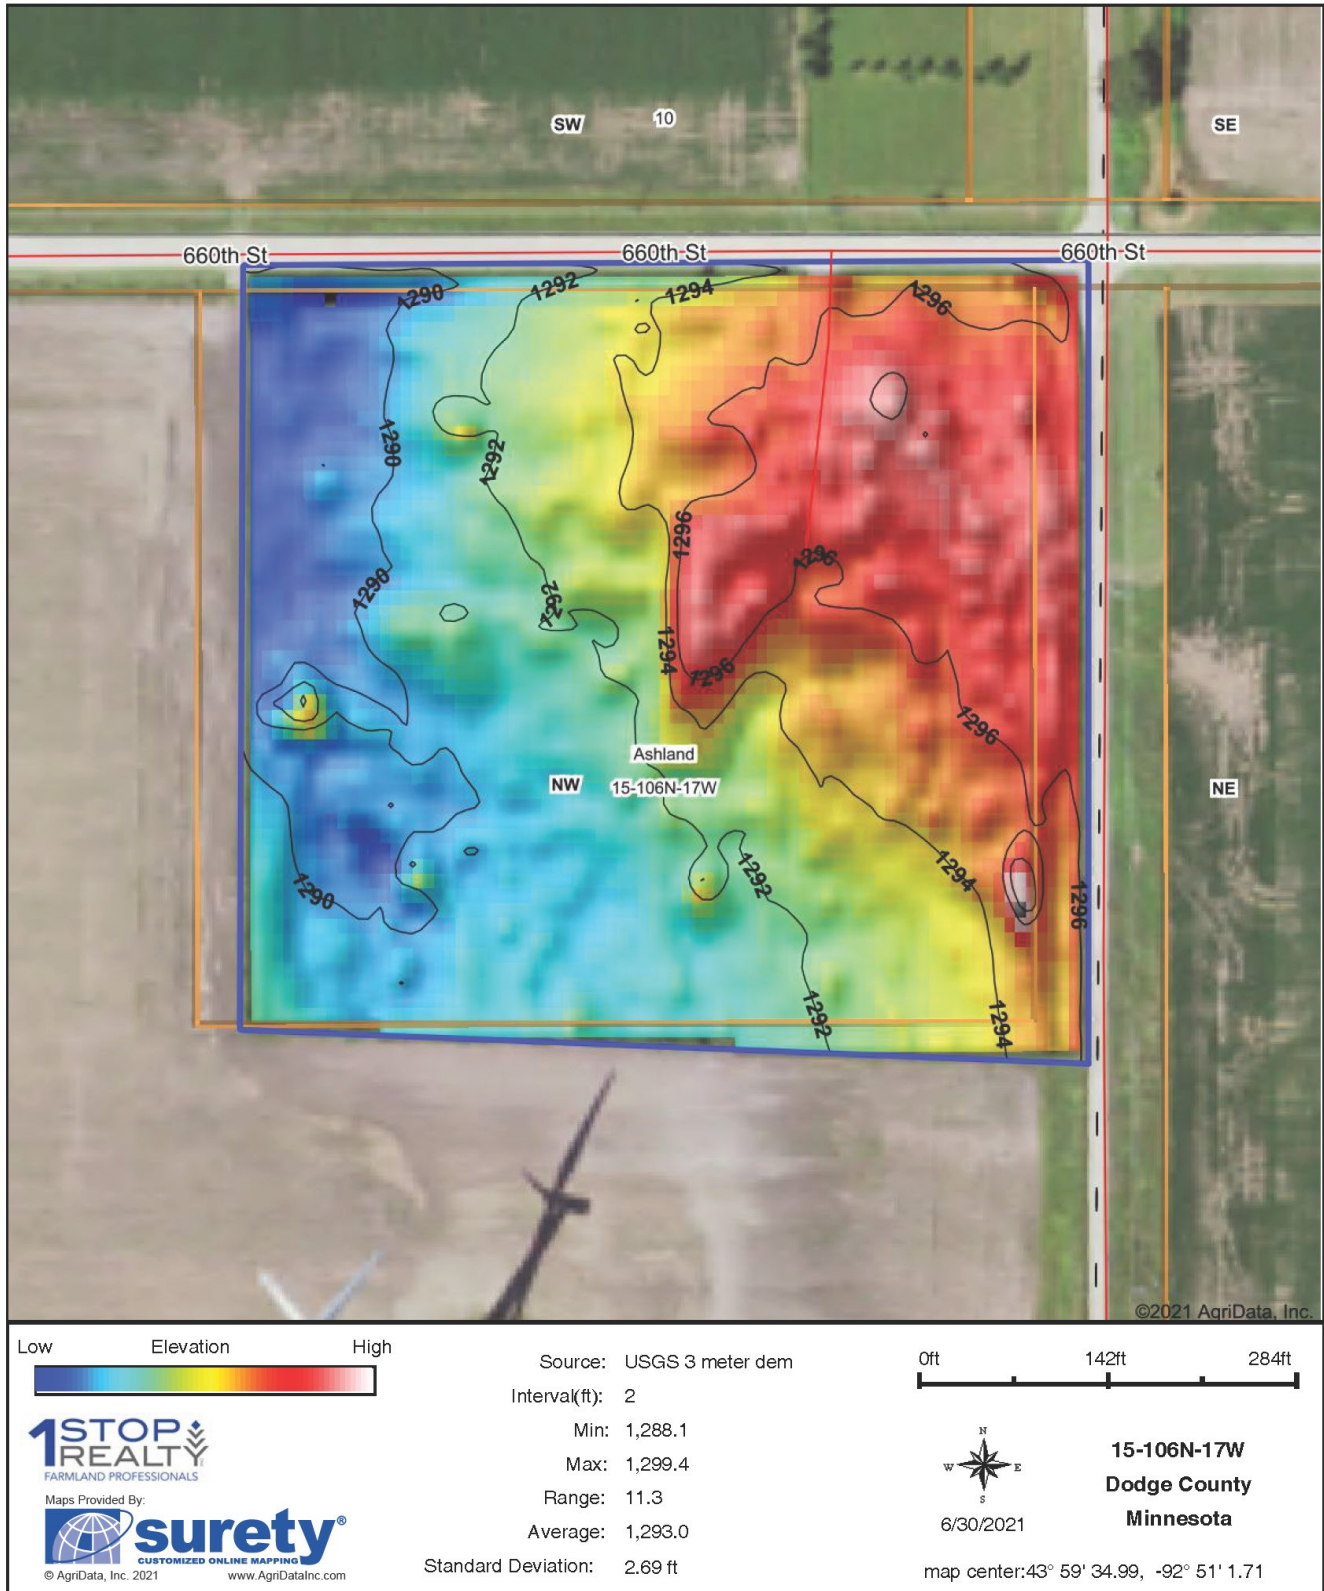 SW
10
SE
660th St
660th St
660th St
1290
1292
1294
1296
1290
1292
1296
1296
1290
1292
1294
1296
1296
Ashland
NW
15-106N-17W
NE
1290
1292
1294
1296
1292
1294
©2021 AgriData, Inc.
Low
Elevation
High
1STOP
REALTY
FARMLAND PROFESSIONALS
Maps Provided By:
surety®
CUSTOMIZED ONLINE MAPPING
© AgriData, Inc. 2021
www.AgriDataInc.com
Source: USGS 3 meter dem
Interval(ft): 2
Min: 1,288.1
Max: 1,299.4
Range: 11.3
Average: 1,293.0
Standard Deviation: 2.69 ft
0ft
142ft
284ft
N
W
E
S
6/30/2021
15-106N-17W
Dodge County
Minnesota
map center:43° 59' 34.99, -92° 51' 1.71